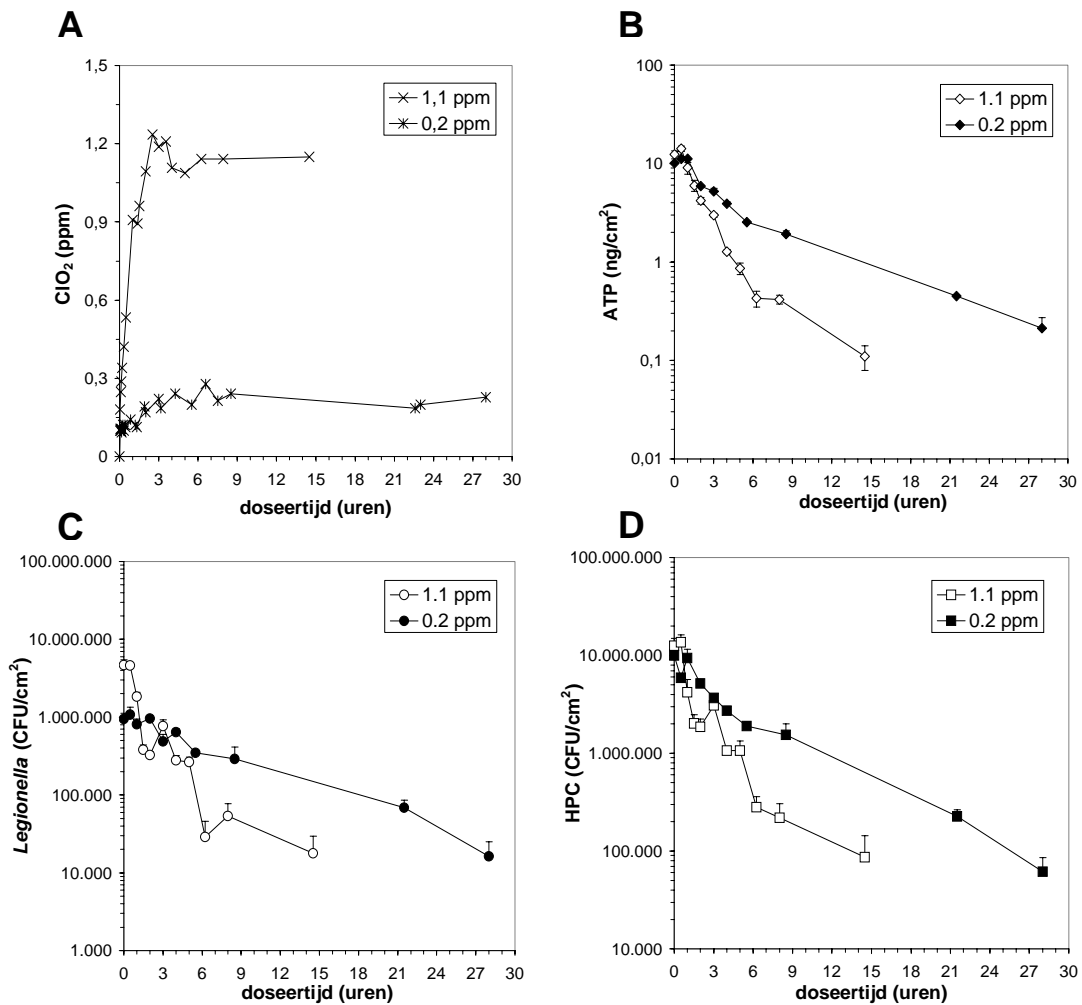 A
1,5
1,2
0,9
0,6
0,3
0
ClO₂ (ppm)
1,1 ppm
0,2 ppm
0 3 6 9 12 15 18 21 24 27 30
doseertijd (uren)
B
100
10
1
0,1
0,01
ATP (ng/cm²)
1.1 ppm
0.2 ppm
0 3 6 9 12 15 18 21 24 27 30
doseertijd (uren)
C
100.000.000
10.000.000
1.000.000
100.000
10.000
1.000
Legionella (CFU/cm²)
1.1 ppm
0.2 ppm
0 3 6 9 12 15 18 21 24 27 30
doseertijd (uren)
D
100.000.000
10.000.000
1.000.000
100.000
10.000
HPC (CFU/cm²)
1.1 ppm
0.2 ppm
0 3 6 9 12 15 18 21 24 27 30
doseertijd (uren)